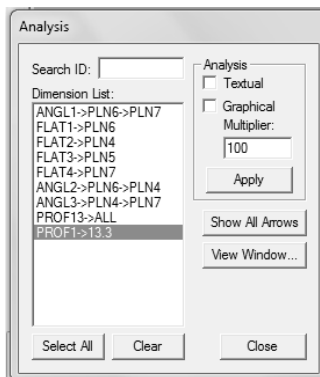 Analysis
Search ID:
Dimension List:
ANGL1->PLN6->PLN7
FLAT1->PLN6
FLAT2->PLN4
FLAT3->PLN5
FLAT4->PLN7
ANGL2->PLN6->PLN4
ANGL3->PLN4->PLN7
PROF13->ALL
PROF1->13.3
Select All
Clear
Analysis
Textual
Graphical
Multiplier:
100
Apply
Show All Arrows
View Window...
Close